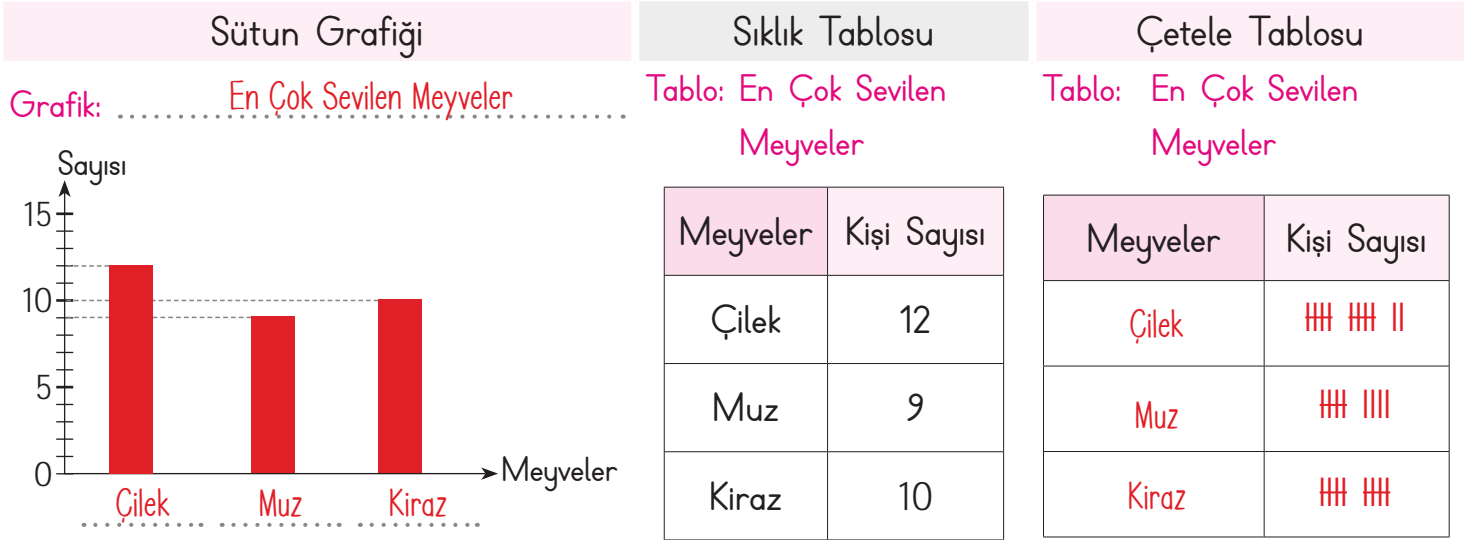 Sütun Grafiği
Grafik: En Çok Sevilen Meyveler
Sayısı
15
10
5
0
Meyveler
Çilek Muz Kiraz
Sıklık Tablosu
Tablo: En Çok Sevilen
Meyveler
Meyveler Kişi Sayısı
Çilek 12
Muz 9
Kiraz 10
Çetele Tablosu
Tablo: En Çok Sevilen
Meyveler
Meyveler Kişi Sayısı
Çilek
Muz
Kiraz